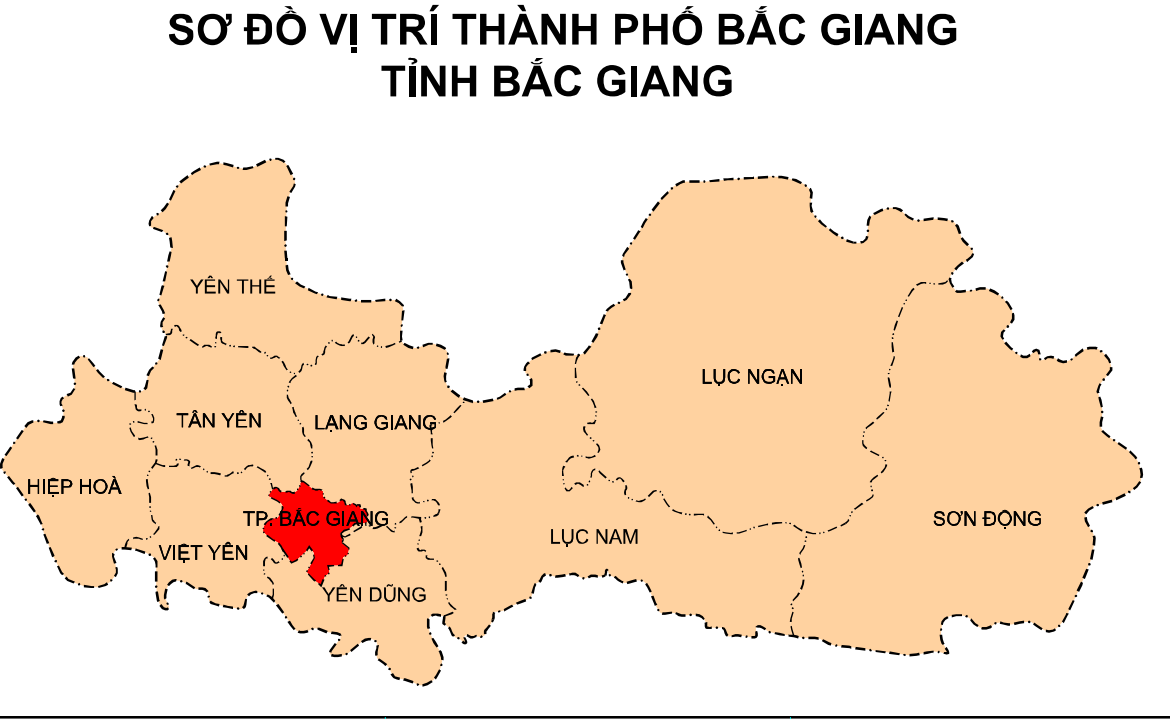 SƠ ĐỒ VỊ TRÍ THÀNH PHỐ BẮC GIANG
TỈNH BẮC GIANG
YÊN THẾ
LỤC NGẠN
TÂN YÊN
LẠNG GIANG
HIỆP HOÀ
TP. BẮC GIANG
SƠN ĐỘNG
LỤC NAM
VIỆT YÊN
YÊN DŨNG